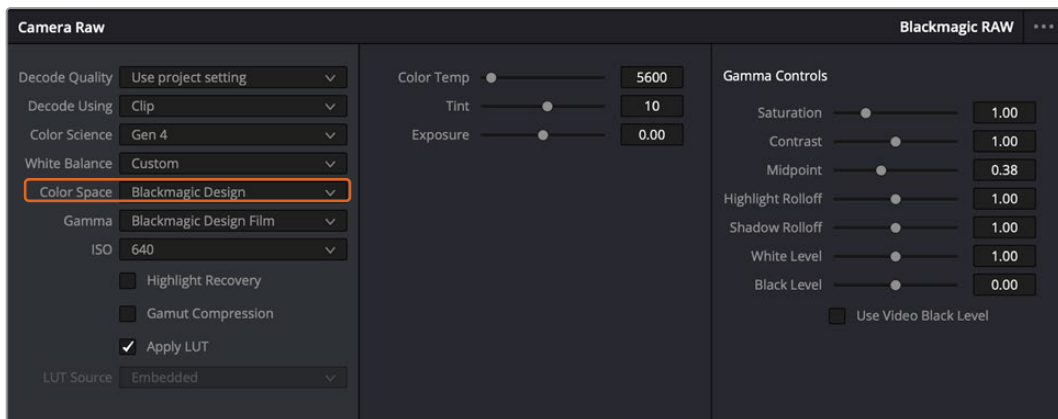 Camera Raw
Blackmagic RAW
Decode Quality Use project setting
Decode Using Clip
Color Science Gen 4
White Balance Custom
Color Space Blackmagic Design
Gamma Blackmagic Design Film
ISO 640
Highlight Recovery
Gamut Compression
Apply LUT
LUT Source Embedded
Color Temp 5600
Tint 10
Exposure 0.00
Gamma Controls
Saturation 1.00
Contrast 1.00
Midpoint 0.38
Highlight Rolloff 1.00
Shadow Rolloff 1.00
White Level 1.00
Black Level 0.00
Use Video Black Level